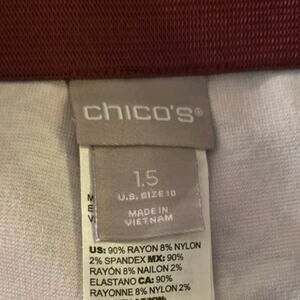 chico's®
1.5
U.S. SIZE 10
MADE IN
VIETNAM
US: 90% RAYON 8% NYLON
2% SPANDEX MX: 90%
RAYÓN 8% NAILON 2%
ELASTANO CA: 90%
RAYONNE 8% NYLON 2%